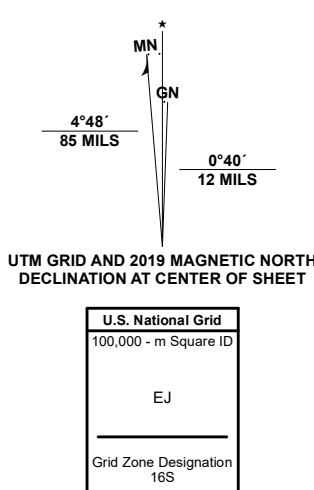 MN
GN
4°48´
85 MILS
0°40´
12 MILS
UTM GRID AND 2019 MAGNETIC NORTH
DECLINATION AT CENTER OF SHEET
U.S. National Grid
100,000 - m Square ID
EJ
Grid Zone Designation
16S